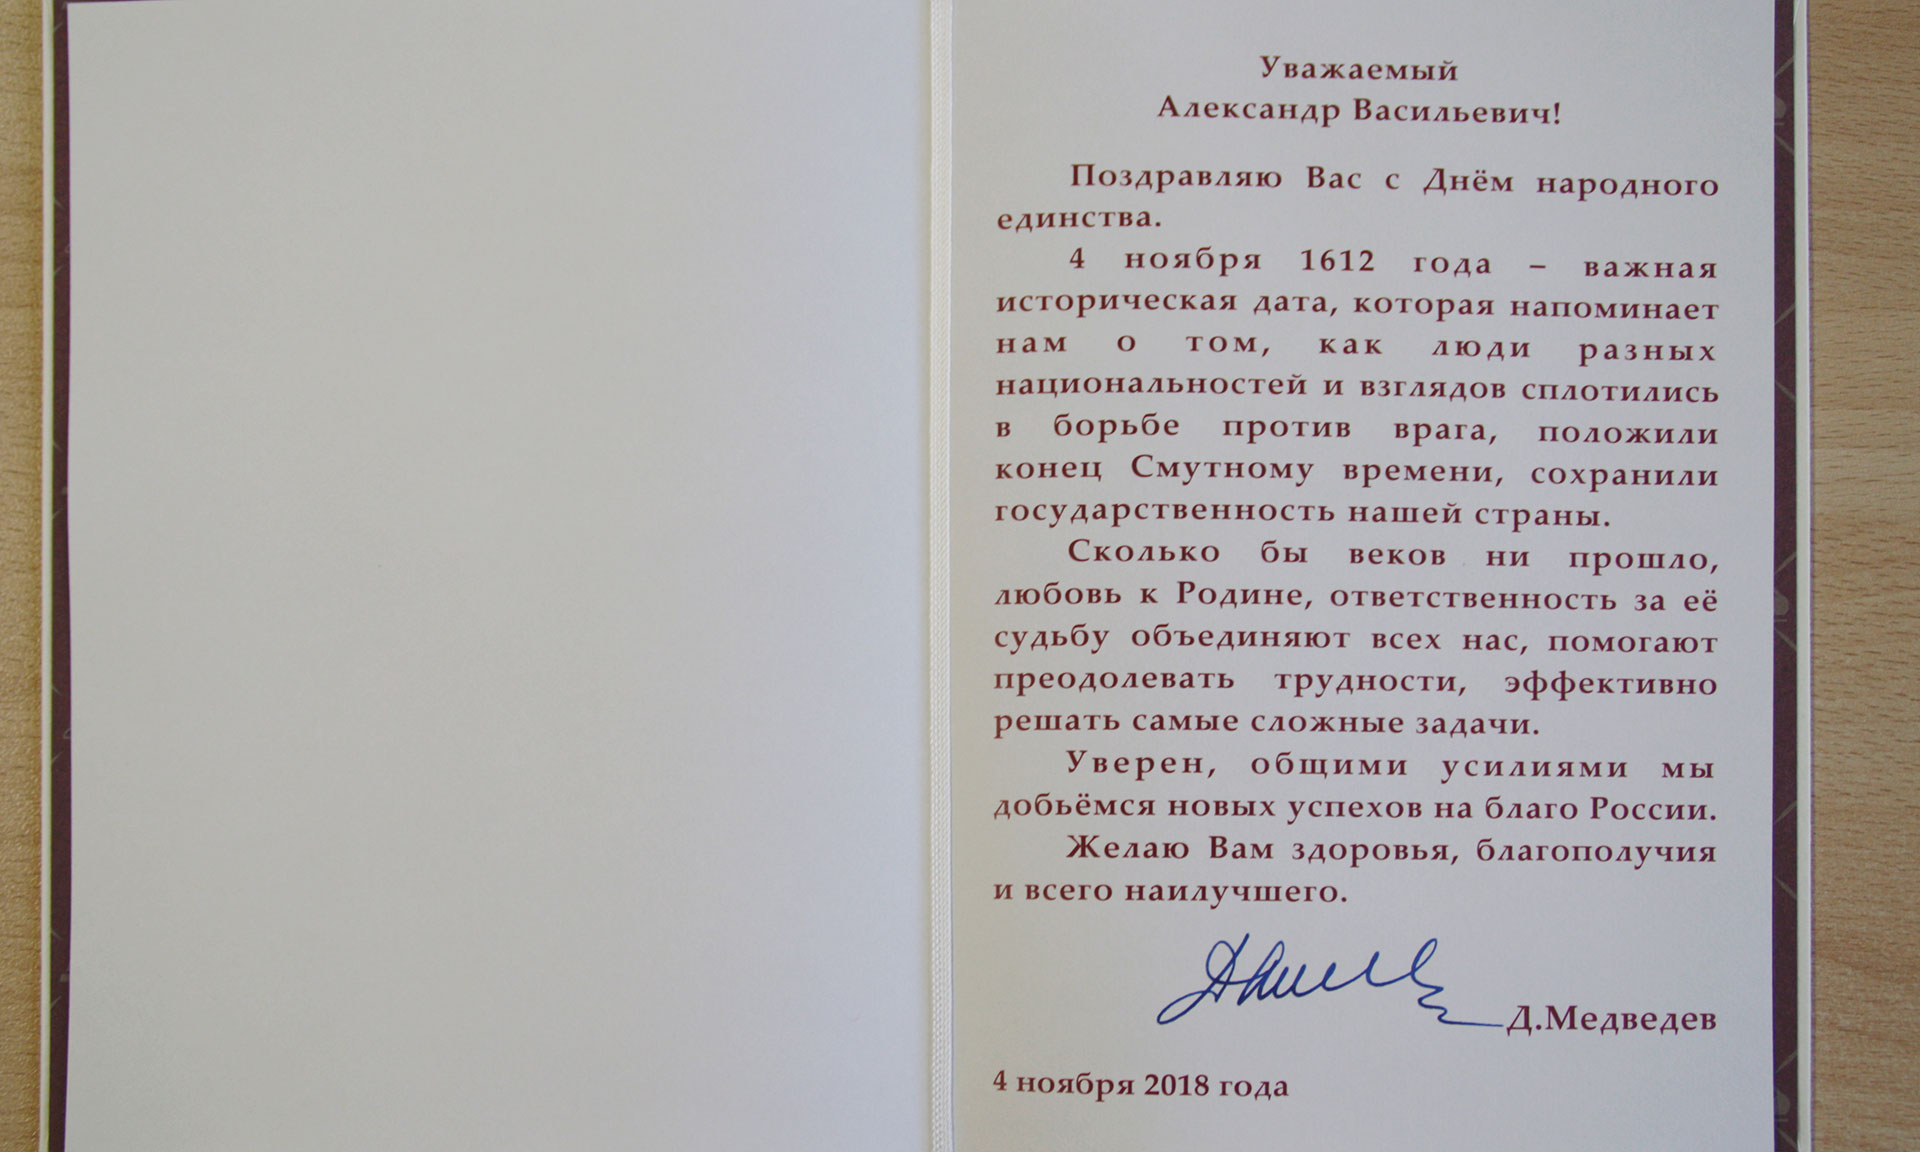 Уважаемый
Александр Васильевич!
Поздравляю Вас с Днём народного
единства.
4 ноября 1612 года – важная
историческая дата, которая напоминает
нам о том, как люди разных
национальностей и взглядов сплотились
в борьбе против врага, положили
конец Смутному времени, сохранили
государственность нашей страны.
Сколько бы веков ни прошло,
любовь к Родине, ответственность за её
судьбу объединяют всех нас, помогают
преодолевать трудности, эффективно
решать самые сложные задачи.
Уверен, общими усилиями мы
добьёмся новых успехов на благо России.
Желаю Вам здоровья, благополучия
и всего наилучшего.
Д.Медведев
4 ноября 2018 года